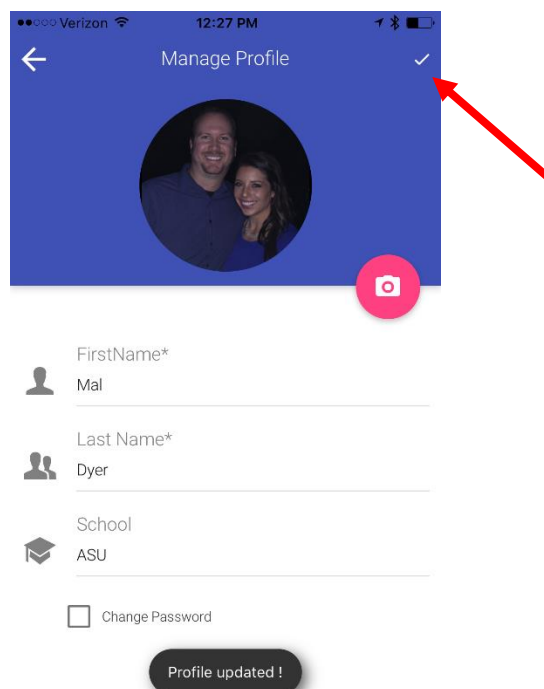 Verizon 12:27 PM
Manage Profile
FirstName*
Mal
Last Name*
Dyer
School
ASU
Change Password
Profile updated !